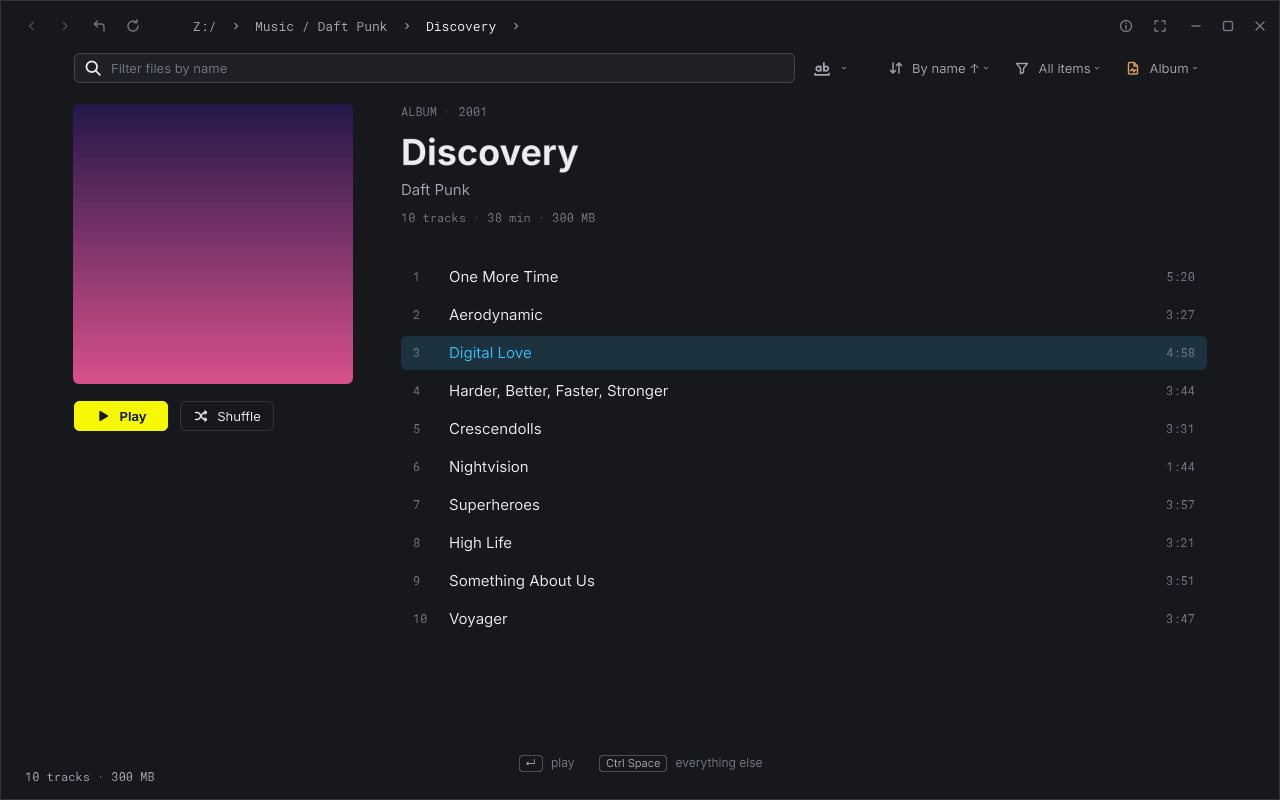 Z:/ › Music / Daft Punk › Discovery ›
Filter files by name
ab
By name ↑
All items
Album
ALBUM · 2001
Discovery
Daft Punk
10 tracks · 38 min · 300 MB
1 One More Time 5:20
2 Aerodynamic 3:27
3 Digital Love 4:58
4 Harder, Better, Faster, Stronger 3:44
5 Crescendolls 3:31
6 Nightvision 1:44
7 Superheroes 3:57
8 High Life 3:21
9 Something About Us 3:51
10 Voyager 3:47
Play
Shuffle
↵ play Ctrl Space everything else
10 tracks · 300 MB